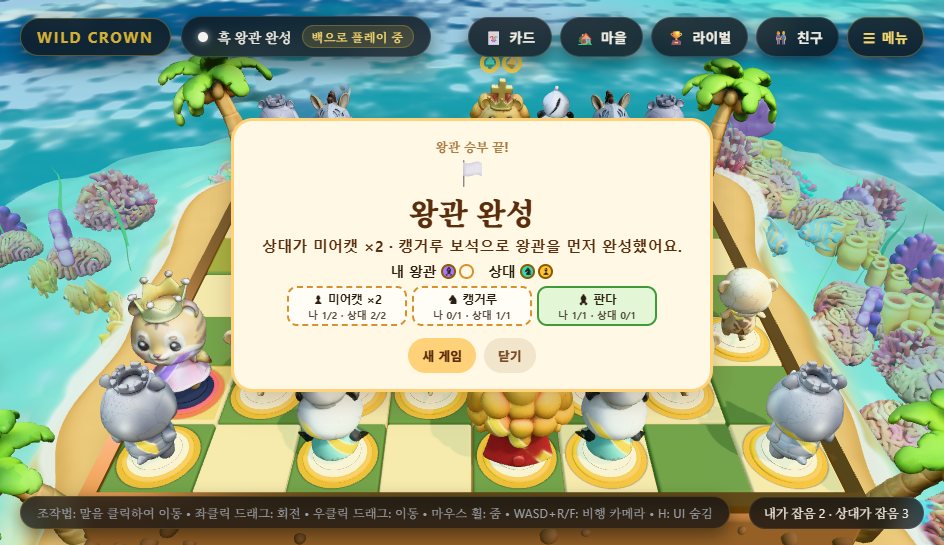 WILD CROWN
흑 왕관 완성
백으로 플레이 중
카드
마을
라이벌
친구
☰ 메뉴
왕관 승부 끝!
왕관 완성
상대가 미어캣 ×2 · 캥거루 보석으로 왕관을 먼저 완성했어요.
내 왕관 상대
♟ 미어캣 ×2
나 1/2 · 상대 2/2
♞ 캥거루
나 0/1 · 상대 1/1
♝ 판다
나 1/1 · 상대 0/1
새 게임
닫기
조작법: 말을 클릭하여 이동 • 좌클릭 드래그: 회전 • 우클릭 드래그: 이동 • 마우스 휠: 줌 • WASD+R/F: 비행 카메라 • H: UI 숨김
내가 잡음 2 · 상대가 잡음 3